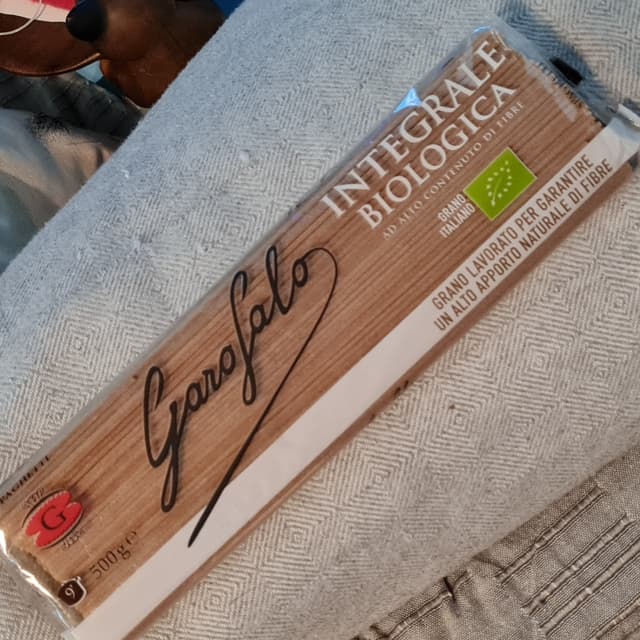 INTEGRALE
BIOLOGICA
AD ALTO CONTENUTO DI FIBRE
GRANO
ITALIANO
GRANO LAVORATO PER GARANTIRE
UN ALTO APPORTO NATURALE DI FIBRE
Garofalo
G
500g e
9'